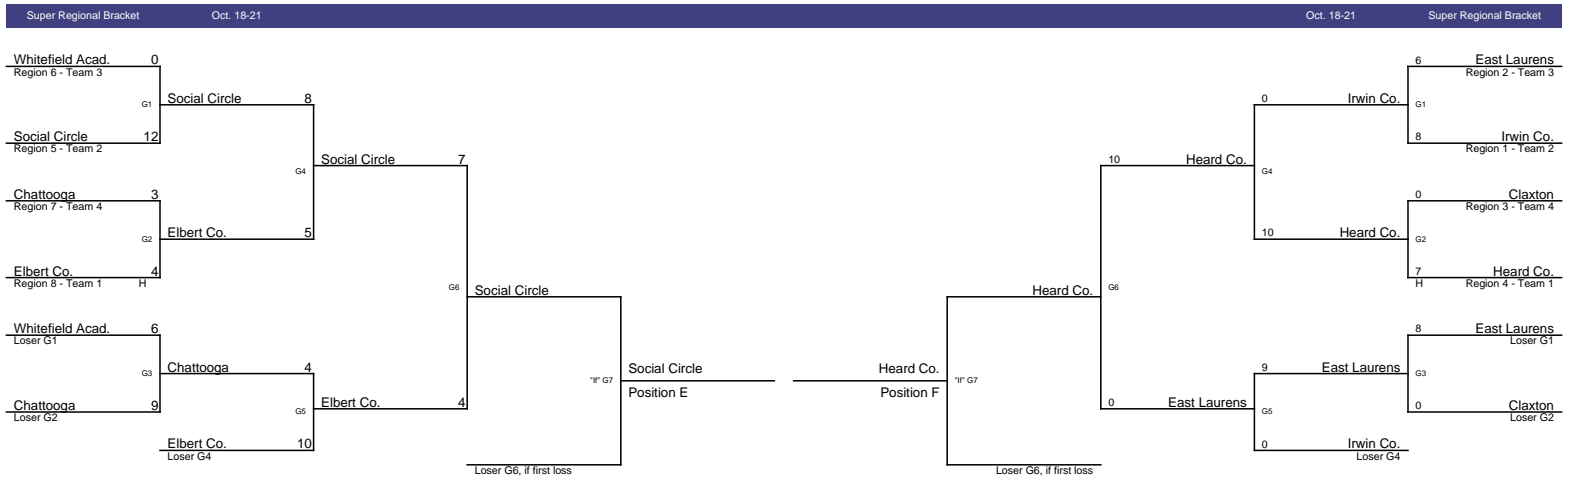 Super Regional Bracket Oct. 18-21 Oct. 18-21 Super Regional Bracket
Whitefield Acad. 0
Region 6 - Team 3
G1
Social Circle 8
Social Circle 12
Region 5 - Team 2
G4
Social Circle 7
Chattooga 3
Region 7 - Team 4
G2
Elbert Co. 5
Elbert Co. 4
Region 8 - Team 1 H
G6
Social Circle
Whitefield Acad. 6
Loser G1
G3
Chattooga 4
Chattooga 9
Loser G2
G5
Elbert Co. 4
Elbert Co. 10
Loser G4
"If" G7
Social Circle
Position E
Loser G6, if first loss
6 East Laurens
Region 2 - Team 3
0 Irwin Co.
G1
8 Irwin Co.
Region 1 - Team 2
10 Heard Co.
G4
0 Claxton
Region 3 - Team 4
10 Heard Co.
G2
7 Heard Co.
H Region 4 - Team 1
Heard Co.
G6
8 East Laurens
Loser G1
9 East Laurens
G3
0 Claxton
Loser G2
0 East Laurens
G5
0 Irwin Co.
Loser G4
Heard Co.
"If" G7
Position F
Loser G6, if first loss